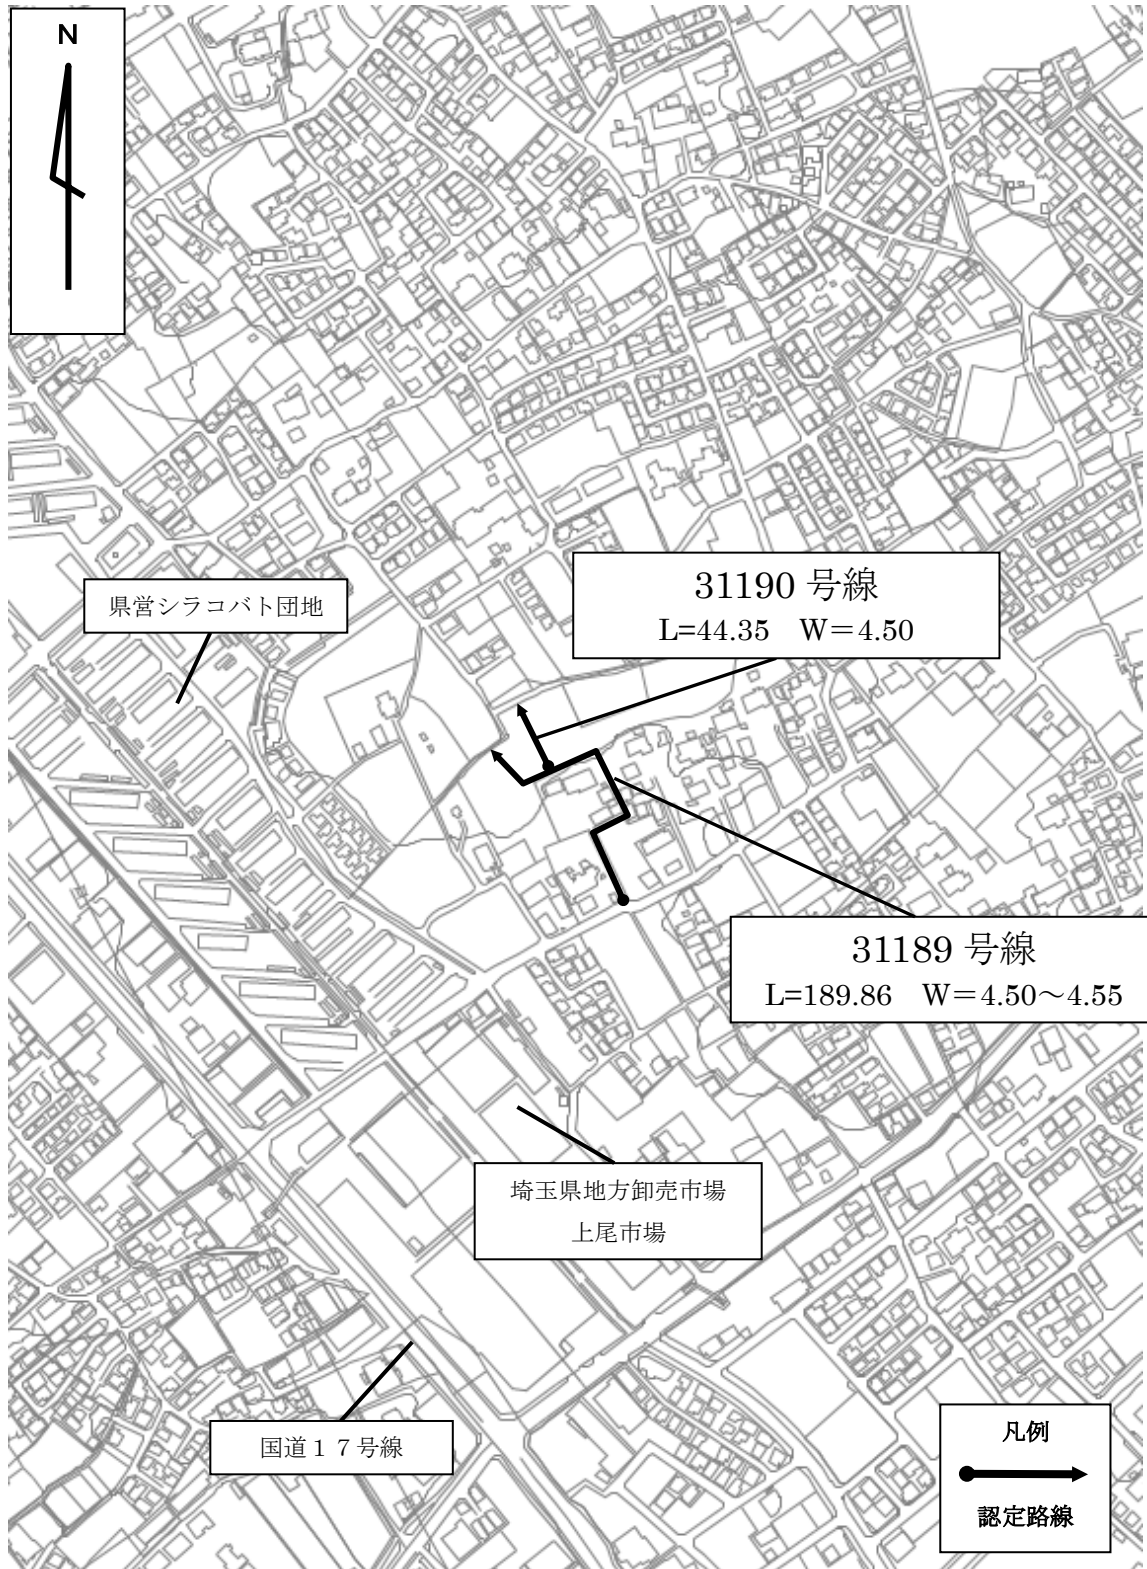 N
31190 号線
L=44.35　W＝4.50
県営シラコバト団地
31189 号線
L=189.86　W＝4.50～4.55
埼玉県地方卸売市場
上尾市場
国道１７号線
凡例
認定路線